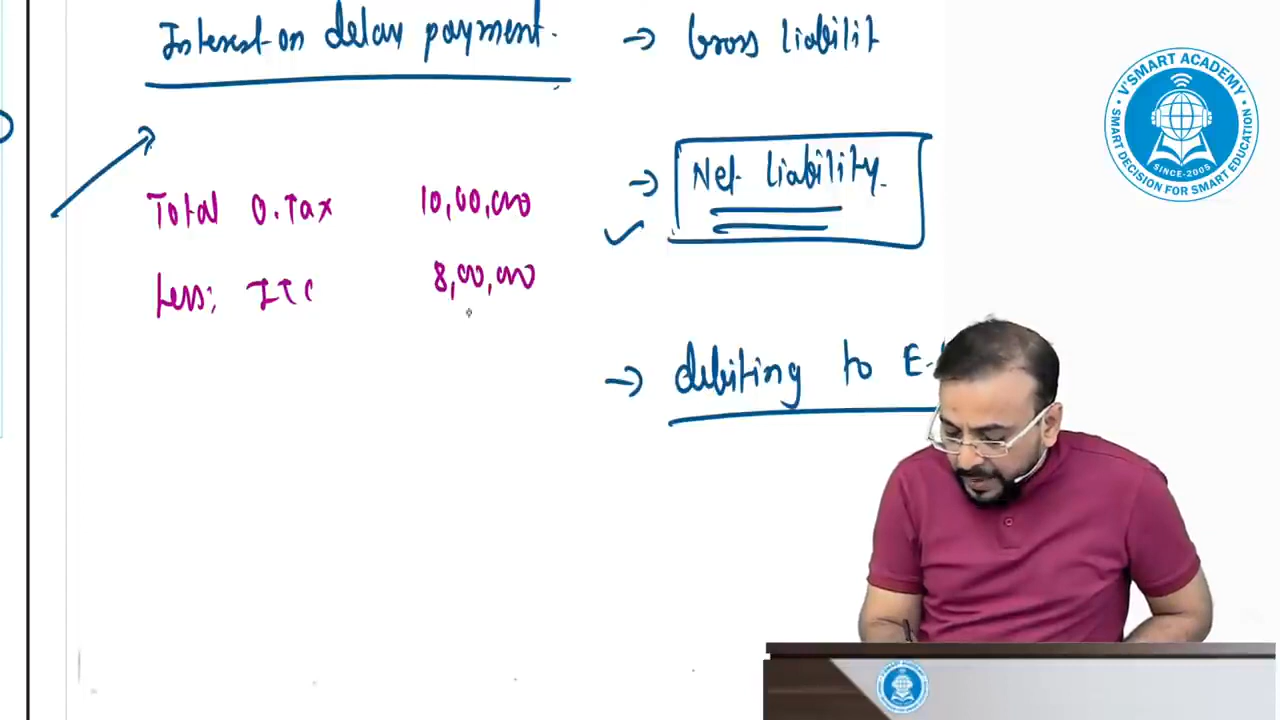 Interest on delay payment. → Gross liabilit
→ Net liability.
Total O.Tax 10,00,000
Less: ITC 8,00,000
→ debiting to E.
V'SMART ACADEMY
SINCE-2005
SMART DECISION FOR SMART EDUCATION